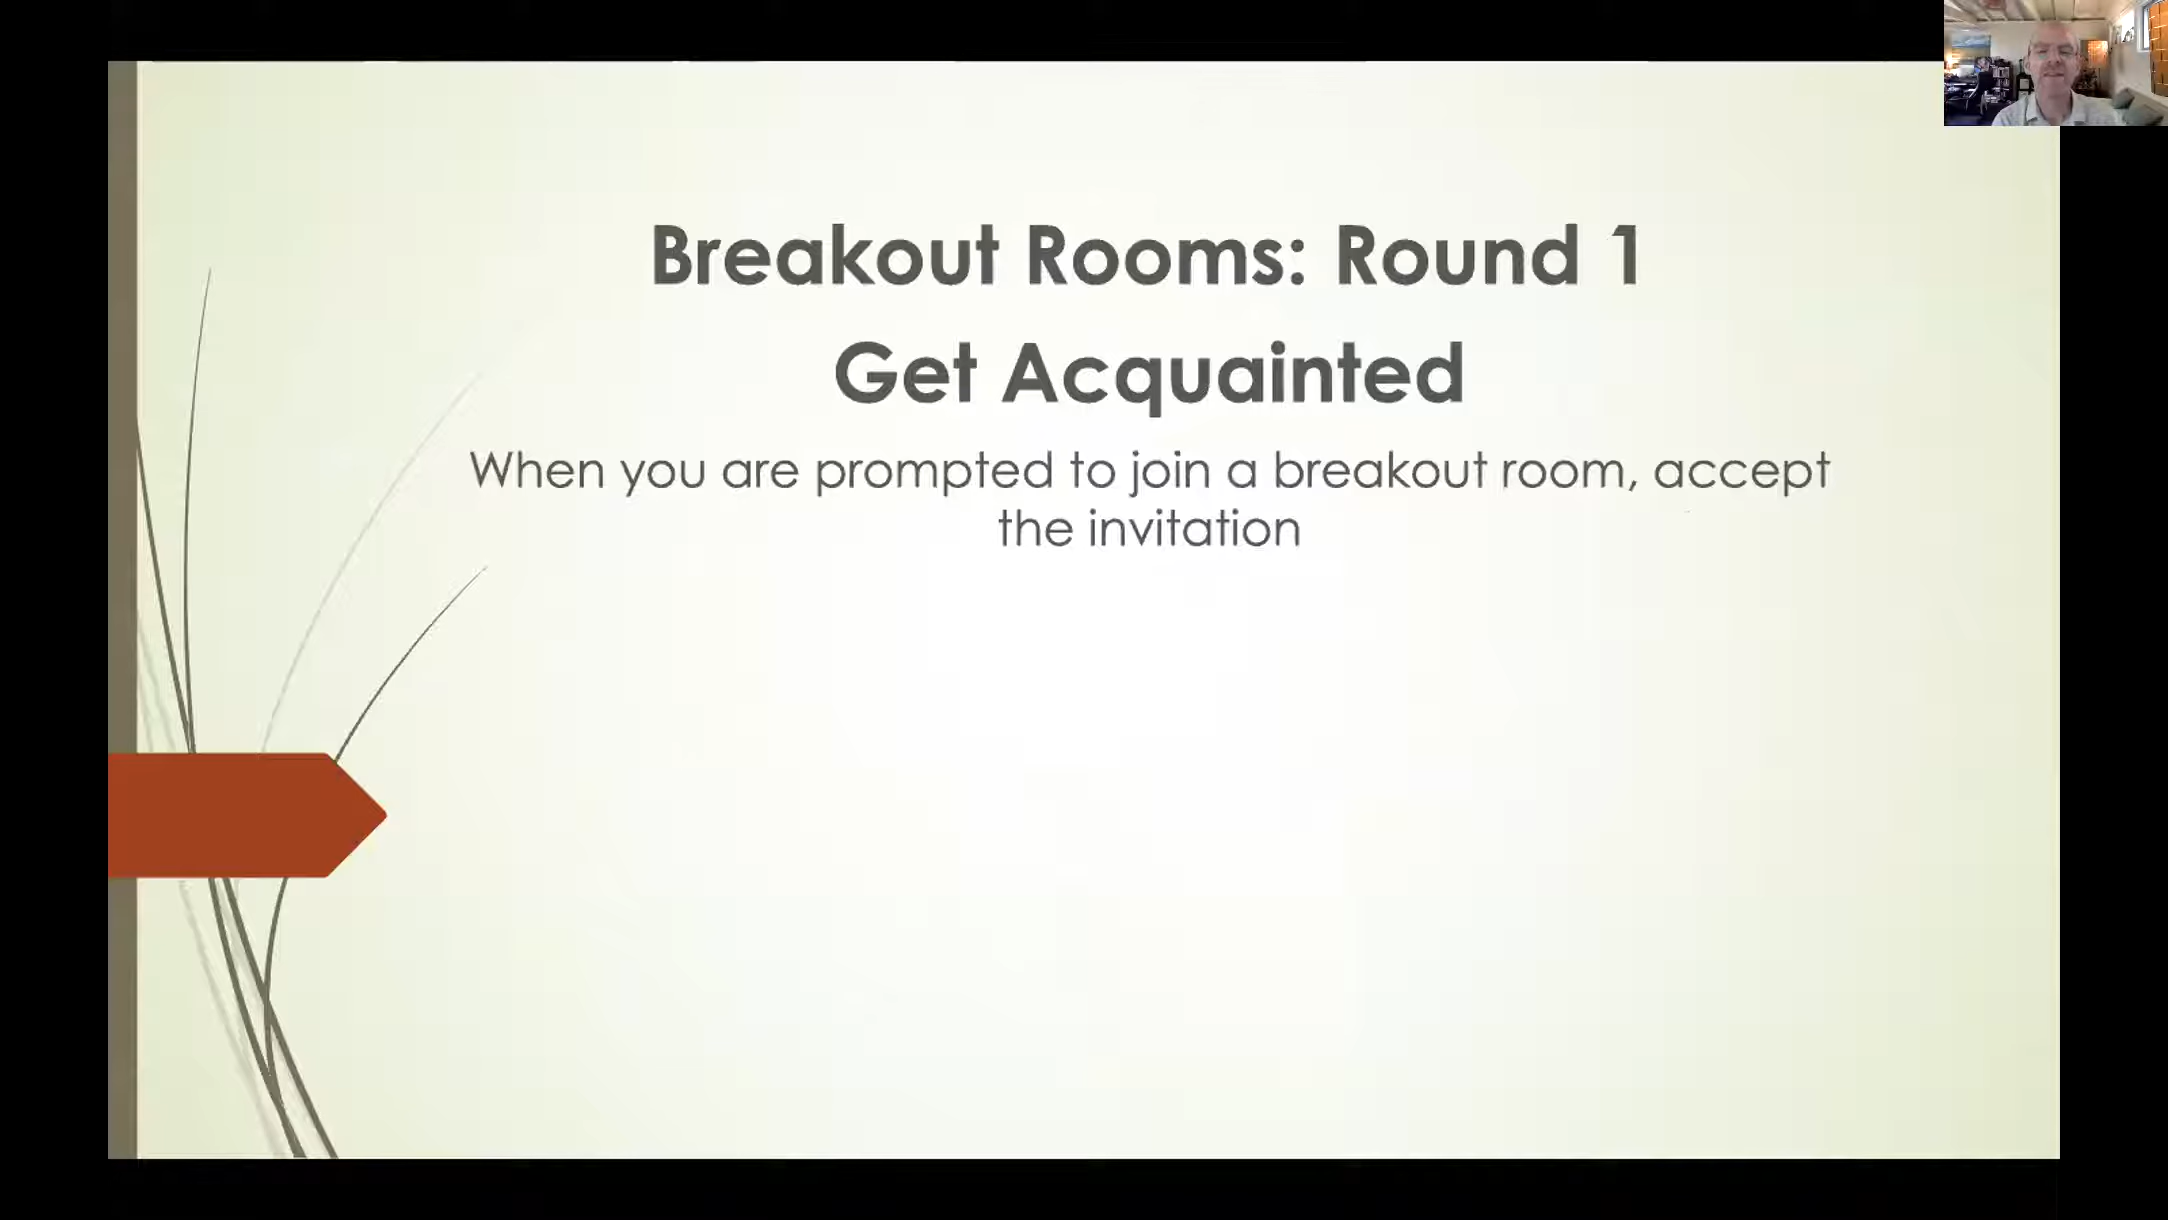 Breakout Rooms: Round 1
Get Acquainted
When you are prompted to join a breakout room, accept
the invitation